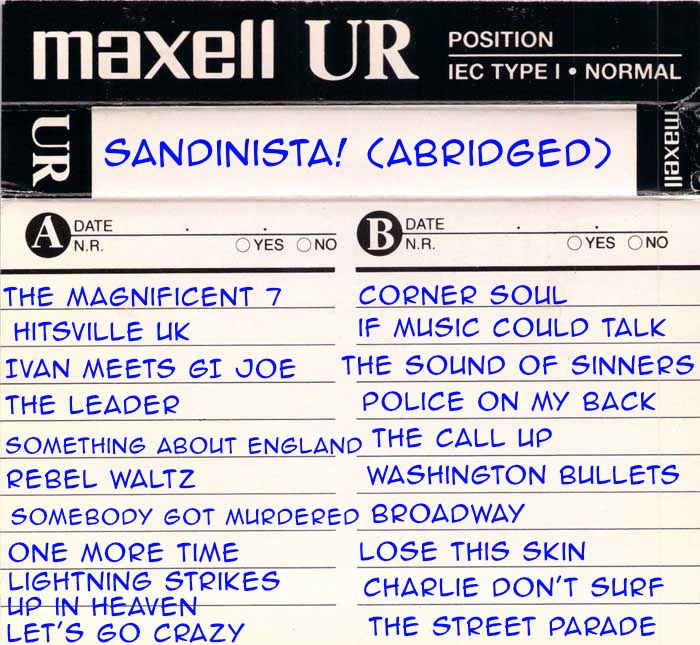 maxell UR
POSITION
IEC TYPE I • NORMAL
UR
SANDINISTA! (ABRIDGED)
maxell
A DATE . .
N.R. ○ YES ○ NO
THE MAGNIFICENT 7
HITSVILLE UK
IVAN MEETS GI JOE
THE LEADER
SOMETHING ABOUT ENGLAND
REBEL WALTZ
SOMEBODY GOT MURDERED
ONE MORE TIME
LIGHTNING STRIKES
UP IN HEAVEN
LET'S GO CRAZY
B DATE . .
N.R. ○ YES ○ NO
CORNER SOUL
IF MUSIC COULD TALK
THE SOUND OF SINNERS
POLICE ON MY BACK
THE CALL UP
WASHINGTON BULLETS
BROADWAY
LOSE THIS SKIN
CHARLIE DON'T SURF
THE STREET PARADE